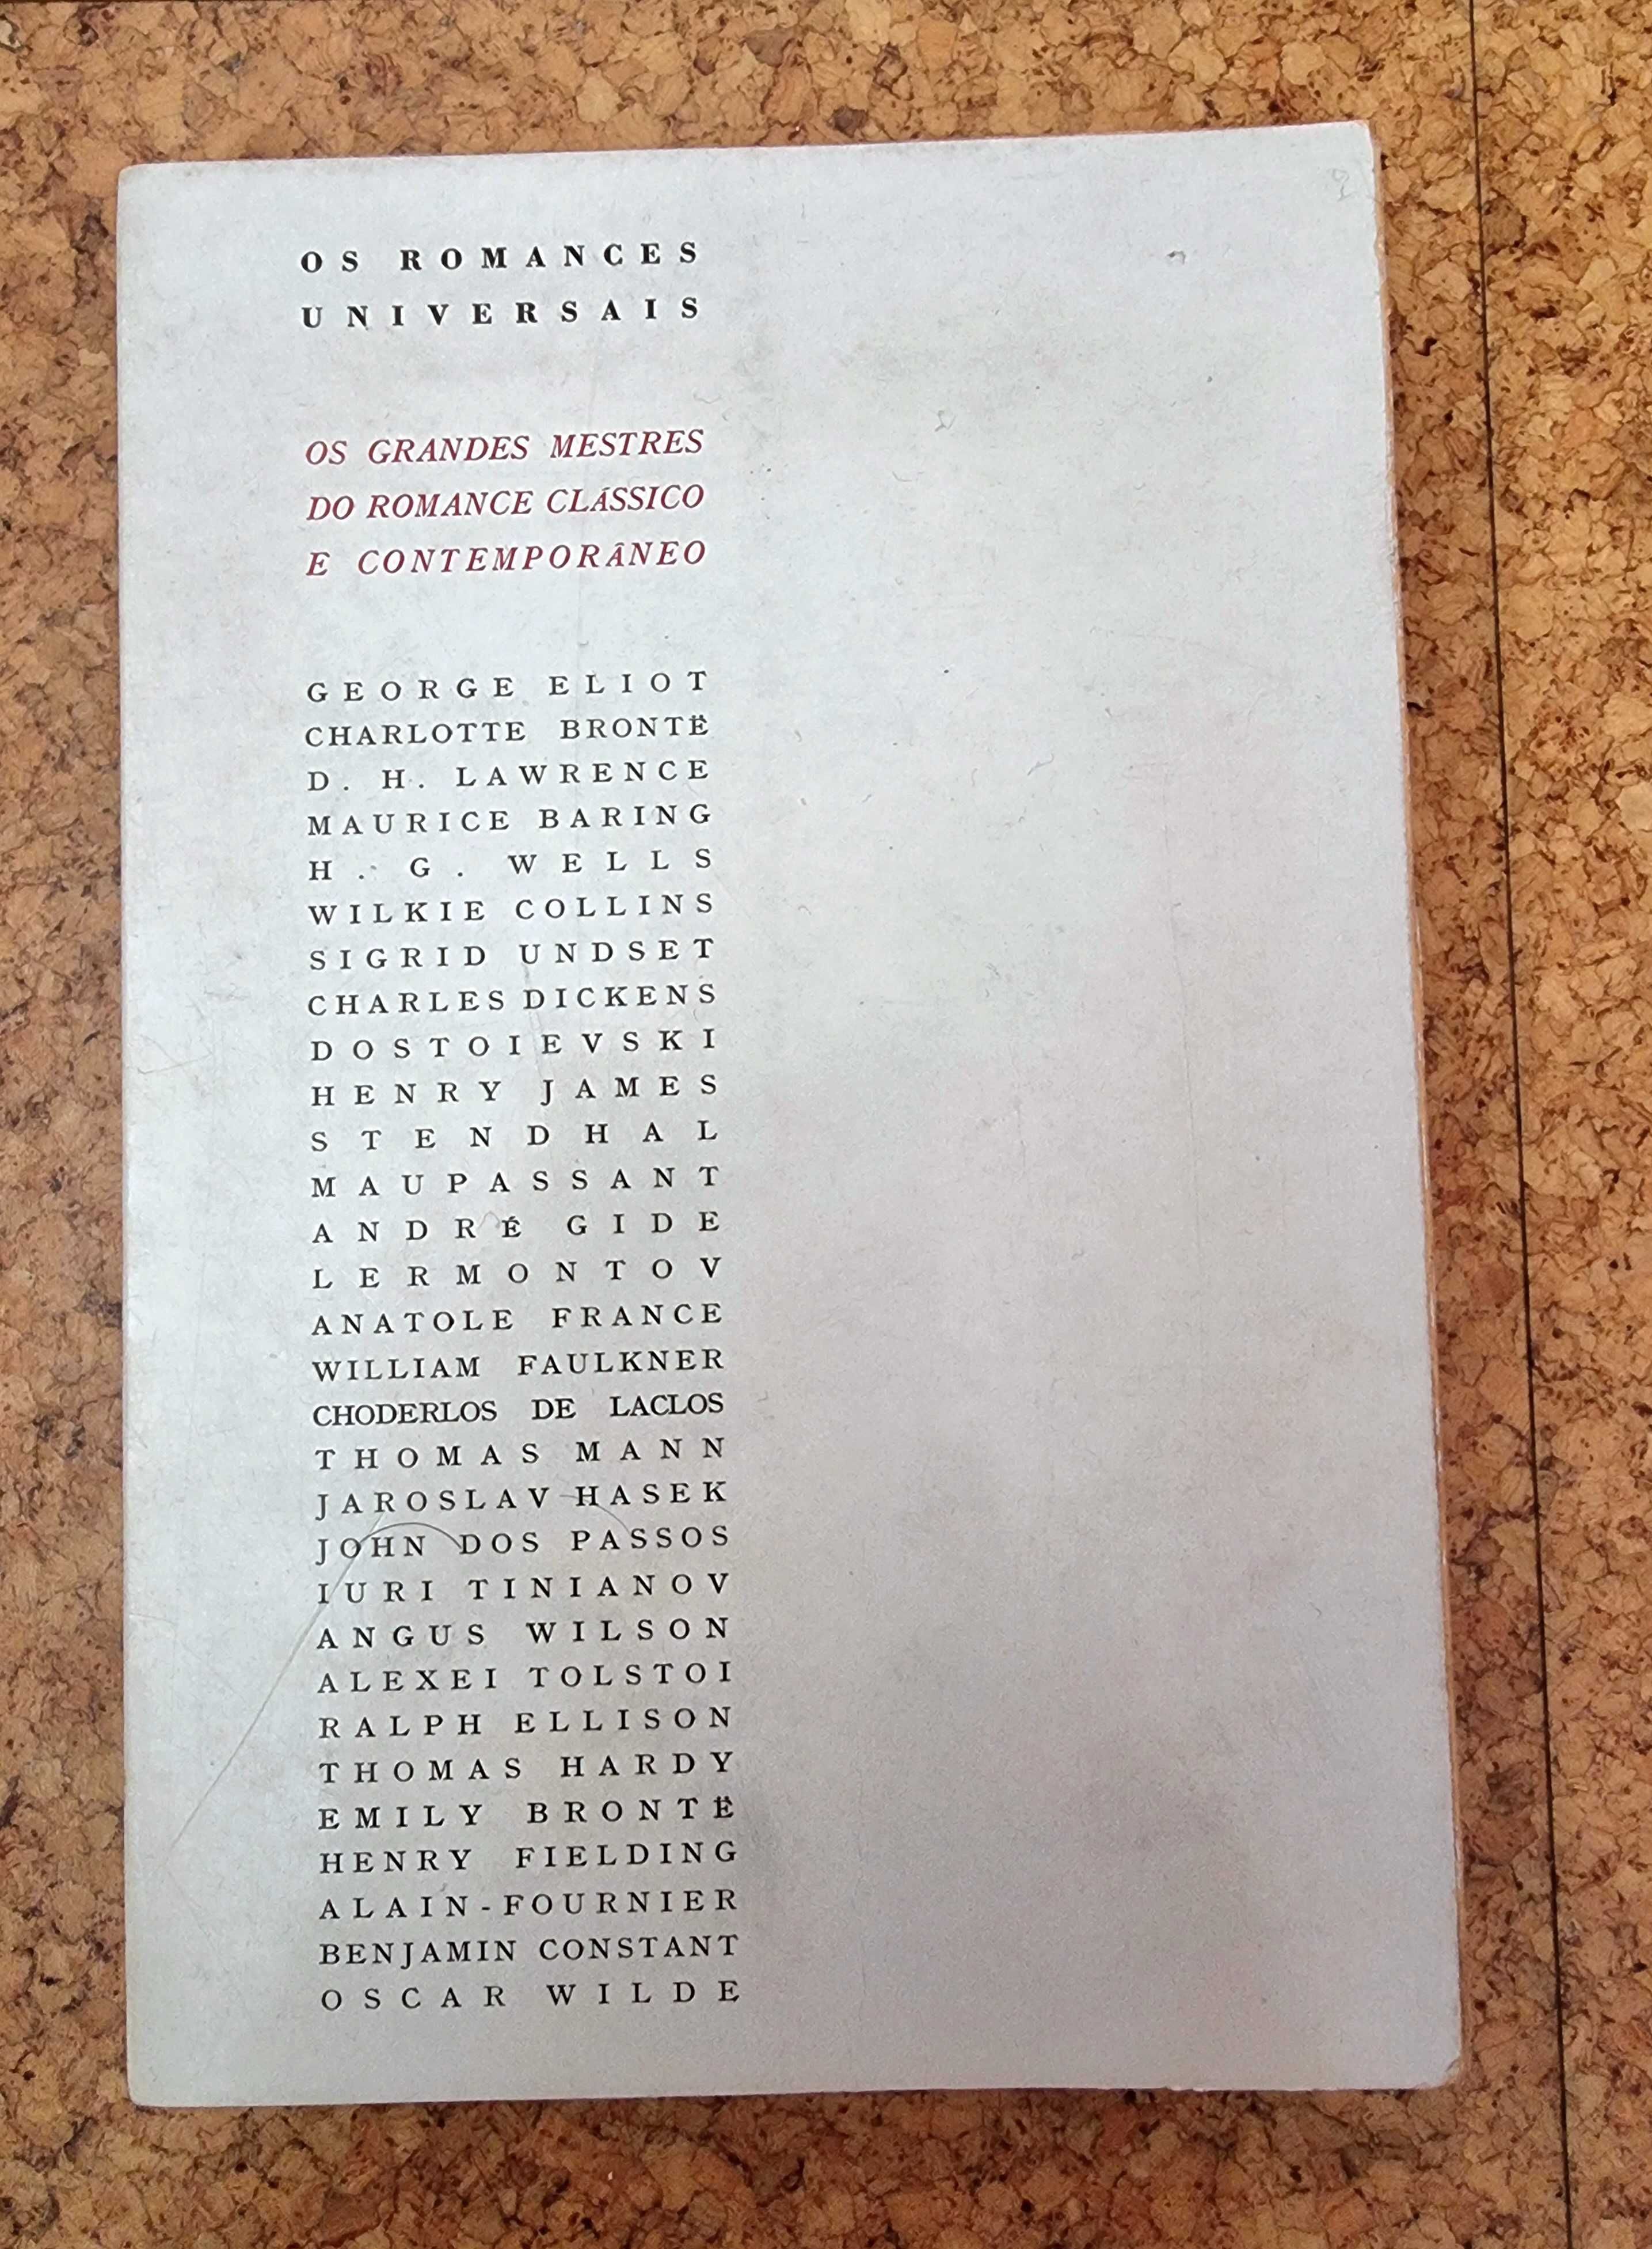 OS ROMANCES
UNIVERSAIS
OS GRANDES MESTRES
DO ROMANCE CLÁSSICO
E CONTEMPORÂNEO
GEORGE ELIOT
CHARLOTTE BRONTË
D. H. LAWRENCE
MAURICE BARING
H. G. WELLS
WILKIE COLLINS
SIGRID UNDSET
CHARLES DICKENS
DOSTOIEVSKI
HENRY JAMES
STENDHAL
MAUPASSANT
ANDRÉ GIDE
LERMONTOV
ANATOLE FRANCE
WILLIAM FAULKNER
CHODERLOS DE LACLOS
THOMAS MANN
JAROSLAV HASEK
JOHN DOS PASSOS
IURI TINIANOV
ANGUS WILSON
ALEXEI TOLSTOI
RALPH ELLISON
THOMAS HARDY
EMILY BRONTË
HENRY FIELDING
ALAIN-FOURNIER
BENJAMIN CONSTANT
OSCAR WILDE